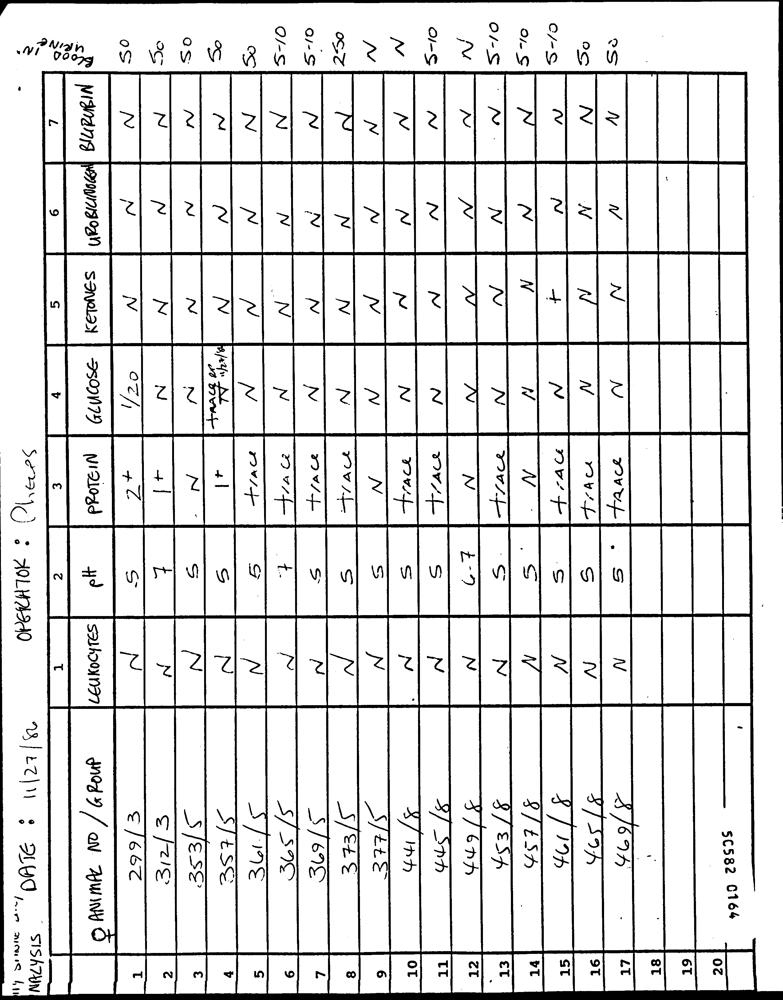 NALYSIS DATE : 11/27/82 OPERATOR : Phelps
1 2 3 4 5 6 7 BLOOD IN URINE
♀ ANIMAL NO / GROUP LEUKOCYTES pH PROTEIN GLUCOSE KETONES UROBILINOGEN BILIRUBIN
1 299/3 N 5 2+ 1/20 N N N 50
2 312/3 N 7 1+ N N N N 50
3 353/5 N 5 N N N N N 50
4 357/5 N 5 1+ trace N N N N 50
5 361/5 N 5 trace N N N N 50
6 365/5 N 7 trace N N N N 5-10
7 369/5 N 5 trace N N N N 5-10
8 373/5 N 5 trace N N N N 250
9 377/5 N 5 N N N N N N
10 441/8 N 5 trace N N N N N
11 445/8 N 5 trace N N N N 5-10
12 449/8 N 6-7 N N N N N N
13 453/8 N 5 trace N N N N 5-10
14 457/8 N 5 N N N N N 5-10
15 461/8 N 5 trace N + N N 5-10
16 465/8 N 5 trace N N N N 50
17 469/8 N 5 trace N N N N 50
18
19
20
SC582 0164